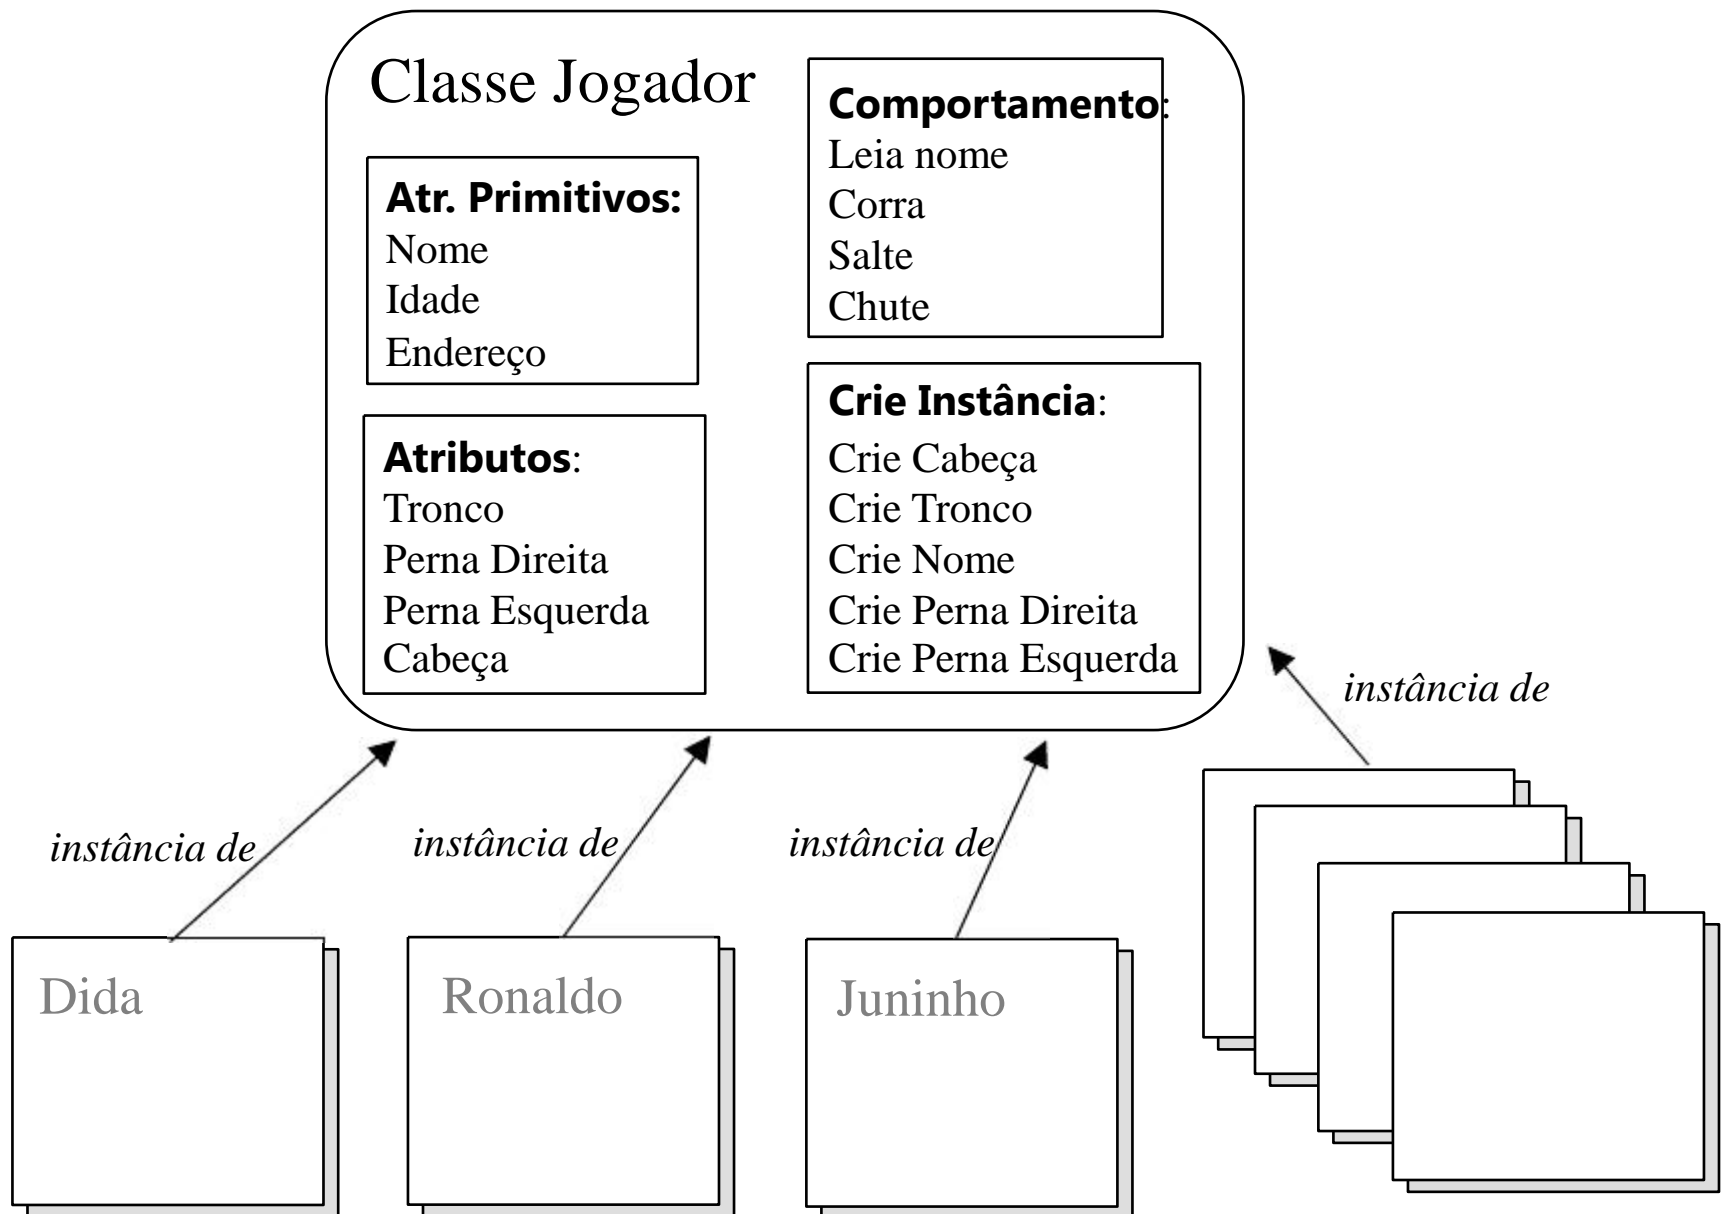 Classe Jogador
Atr. Primitivos:
Nome
Idade
Endereço
Atributos:
Tronco
Perna Direita
Perna Esquerda
Cabeça
Comportamento:
Leia nome
Corra
Salte
Chute
Crie Instância:
Crie Cabeça
Crie Tronco
Crie Nome
Crie Perna Direita
Crie Perna Esquerda
instância de
instância de
instância de
instância de
Dida
Ronaldo
Juninho